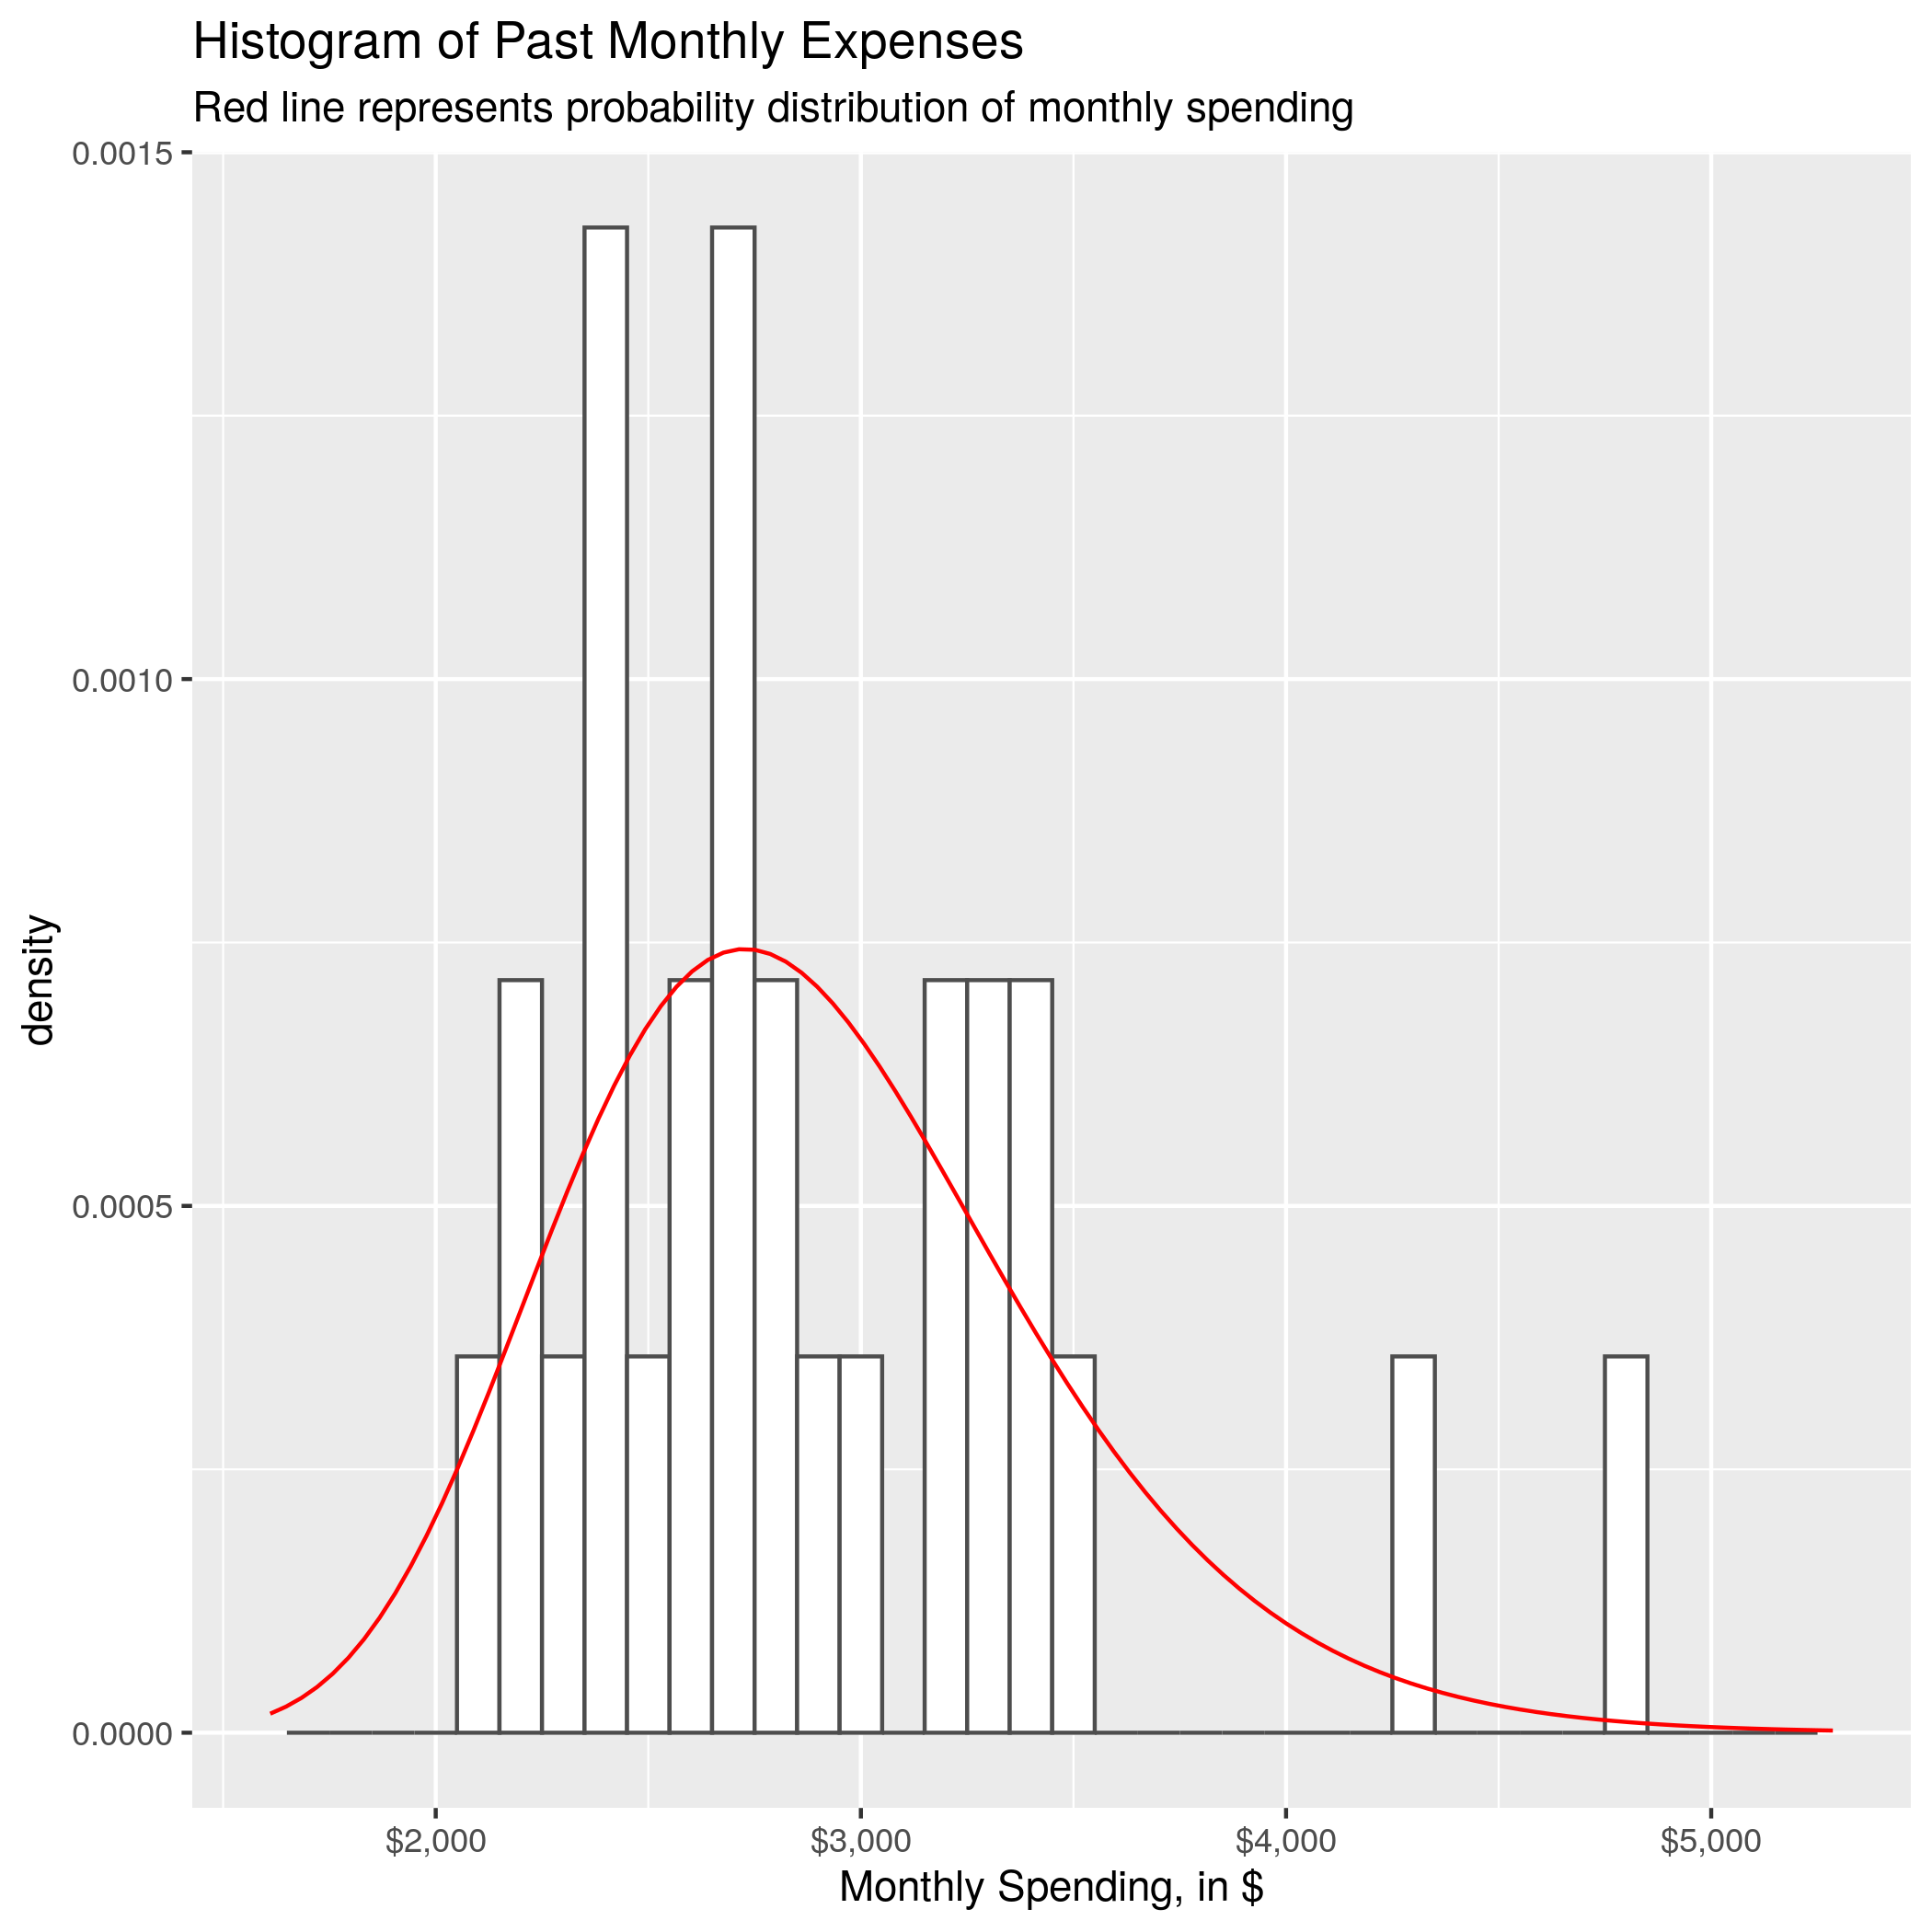 Histogram of Past Monthly Expenses
Red line represents probability distribution of monthly spending
0.0015
0.0010
0.0005
0.0000
density
$2,000 $3,000 $4,000 $5,000
Monthly Spending, in $